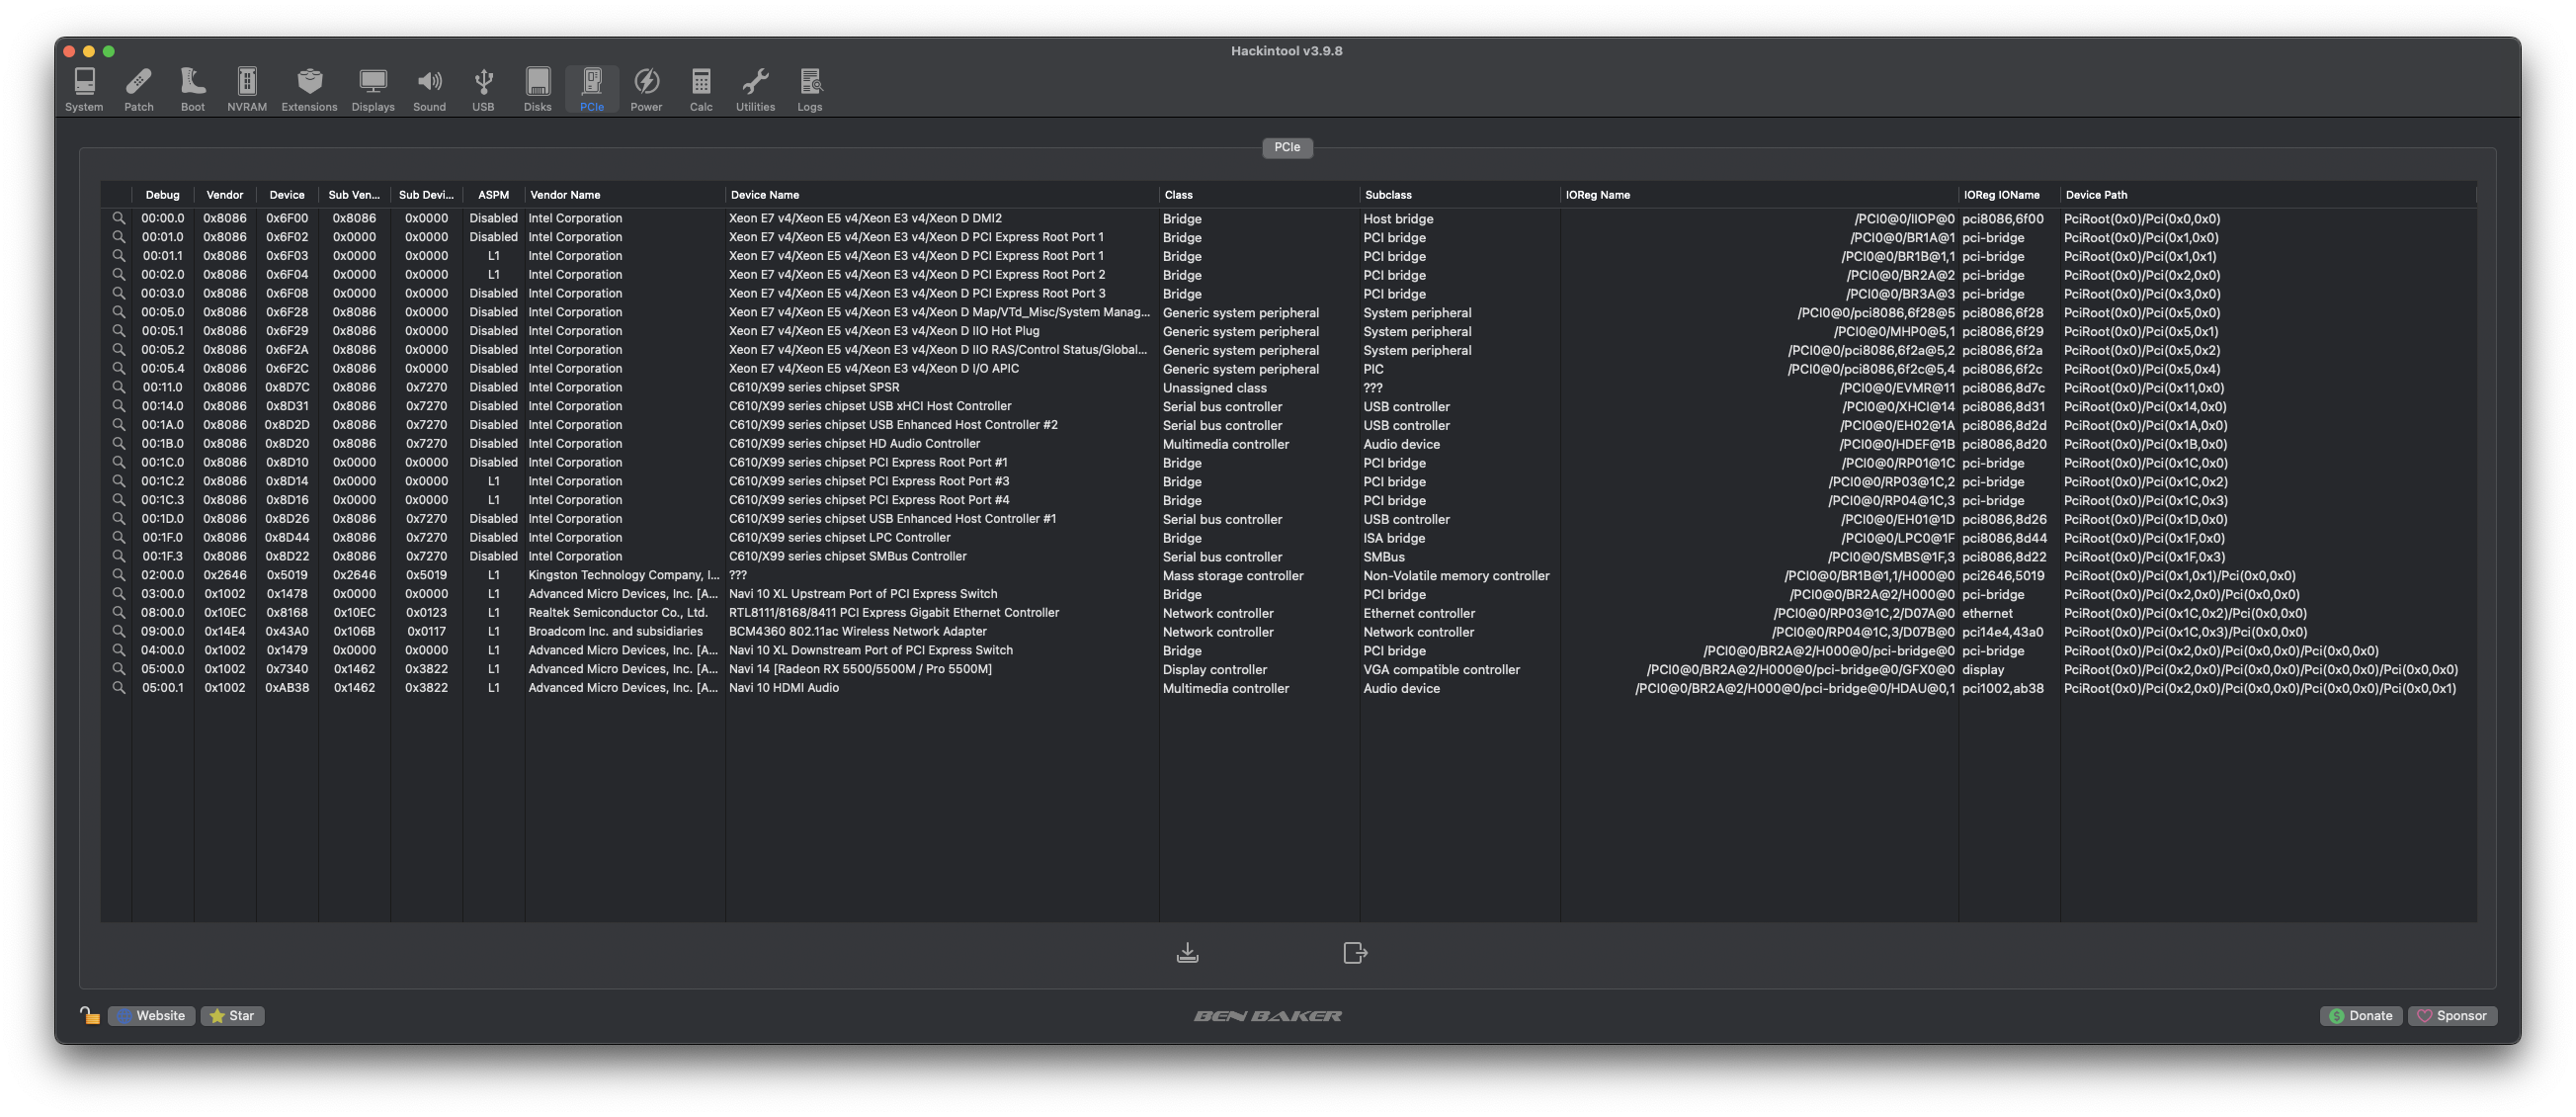 Hackintool v3.9.8
System Patch Boot NVRAM Extensions Displays Sound USB Disks PCIe Power Calc Utilities Logs
PCIe
Debug Vendor Device Sub Ven... Sub Devi... ASPM Vendor Name Device Name Class Subclass IOReg Name IOReg IOName Device Path
00:00.0 0x8086 0x6F00 0x8086 0x0000 Disabled Intel Corporation Xeon E7 v4/Xeon E5 v4/Xeon E3 v4/Xeon D DMI2 Bridge Host bridge /PCI0@0/IIOP@0 pci8086,6f00 PciRoot(0x0)/Pci(0x0,0x0)
00:01.0 0x8086 0x6F02 0x0000 0x0000 Disabled Intel Corporation Xeon E7 v4/Xeon E5 v4/Xeon E3 v4/Xeon D PCI Express Root Port 1 Bridge PCI bridge /PCI0@0/BR1A@1 pci-bridge PciRoot(0x0)/Pci(0x1,0x0)
00:01.1 0x8086 0x6F03 0x0000 0x0000 L1 Intel Corporation Xeon E7 v4/Xeon E5 v4/Xeon E3 v4/Xeon D PCI Express Root Port 1 Bridge PCI bridge /PCI0@0/BR1B@1,1 pci-bridge PciRoot(0x0)/Pci(0x1,0x1)
00:02.0 0x8086 0x6F04 0x0000 0x0000 L1 Intel Corporation Xeon E7 v4/Xeon E5 v4/Xeon E3 v4/Xeon D PCI Express Root Port 2 Bridge PCI bridge /PCI0@0/BR2A@2 pci-bridge PciRoot(0x0)/Pci(0x2,0x0)
00:03.0 0x8086 0x6F08 0x0000 0x0000 Disabled Intel Corporation Xeon E7 v4/Xeon E5 v4/Xeon E3 v4/Xeon D PCI Express Root Port 3 Bridge PCI bridge /PCI0@0/BR3A@3 pci-bridge PciRoot(0x0)/Pci(0x3,0x0)
00:05.0 0x8086 0x6F28 0x8086 0x0000 Disabled Intel Corporation Xeon E7 v4/Xeon E5 v4/Xeon E3 v4/Xeon D Map/VTd_Misc/System Manag... Generic system peripheral System peripheral /PCI0@0/pci8086,6f28@5 pci8086,6f28 PciRoot(0x0)/Pci(0x5,0x0)
00:05.1 0x8086 0x6F29 0x8086 0x0000 Disabled Intel Corporation Xeon E7 v4/Xeon E5 v4/Xeon E3 v4/Xeon D IIO Hot Plug Generic system peripheral System peripheral /PCI0@0/MHP0@5,1 pci8086,6f29 PciRoot(0x0)/Pci(0x5,0x1)
00:05.2 0x8086 0x6F2A 0x8086 0x0000 Disabled Intel Corporation Xeon E7 v4/Xeon E5 v4/Xeon E3 v4/Xeon D IIO RAS/Control Status/Global... Generic system peripheral System peripheral /PCI0@0/pci8086,6f2a@5,2 pci8086,6f2a PciRoot(0x0)/Pci(0x5,0x2)
00:05.4 0x8086 0x6F2C 0x8086 0x0000 Disabled Intel Corporation Xeon E7 v4/Xeon E5 v4/Xeon E3 v4/Xeon D I/O APIC Generic system peripheral PIC /PCI0@0/pci8086,6f2c@5,4 pci8086,6f2c PciRoot(0x0)/Pci(0x5,0x4)
00:11.0 0x8086 0x8D7C 0x8086 0x7270 Disabled Intel Corporation C610/X99 series chipset SPSR Unassigned class ??? /PCI0@0/EVMR@11 pci8086,8d7c PciRoot(0x0)/Pci(0x11,0x0)
00:14.0 0x8086 0x8D31 0x8086 0x7270 Disabled Intel Corporation C610/X99 series chipset USB xHCI Host Controller Serial bus controller USB controller /PCI0@0/XHCI@14 pci8086,8d31 PciRoot(0x0)/Pci(0x14,0x0)
00:1A.0 0x8086 0x8D2D 0x8086 0x7270 Disabled Intel Corporation C610/X99 series chipset USB Enhanced Host Controller #2 Serial bus controller USB controller /PCI0@0/EH02@1A pci8086,8d2d PciRoot(0x0)/Pci(0x1A,0x0)
00:1B.0 0x8086 0x8D20 0x8086 0x7270 Disabled Intel Corporation C610/X99 series chipset HD Audio Controller Multimedia controller Audio device /PCI0@0/HDEF@1B pci8086,8d20 PciRoot(0x0)/Pci(0x1B,0x0)
00:1C.0 0x8086 0x8D10 0x0000 0x0000 Disabled Intel Corporation C610/X99 series chipset PCI Express Root Port #1 Bridge PCI bridge /PCI0@0/RP01@1C pci-bridge PciRoot(0x0)/Pci(0x1C,0x0)
00:1C.2 0x8086 0x8D14 0x0000 0x0000 L1 Intel Corporation C610/X99 series chipset PCI Express Root Port #3 Bridge PCI bridge /PCI0@0/RP03@1C,2 pci-bridge PciRoot(0x0)/Pci(0x1C,0x2)
00:1C.3 0x8086 0x8D16 0x0000 0x0000 L1 Intel Corporation C610/X99 series chipset PCI Express Root Port #4 Bridge PCI bridge /PCI0@0/RP04@1C,3 pci-bridge PciRoot(0x0)/Pci(0x1C,0x3)
00:1D.0 0x8086 0x8D26 0x8086 0x7270 Disabled Intel Corporation C610/X99 series chipset USB Enhanced Host Controller #1 Serial bus controller USB controller /PCI0@0/EH01@1D pci8086,8d26 PciRoot(0x0)/Pci(0x1D,0x0)
00:1F.0 0x8086 0x8D44 0x8086 0x7270 Disabled Intel Corporation C610/X99 series chipset LPC Controller Bridge ISA bridge /PCI0@0/LPC0@1F pci8086,8d44 PciRoot(0x0)/Pci(0x1F,0x0)
00:1F.3 0x8086 0x8D22 0x8086 0x7270 Disabled Intel Corporation C610/X99 series chipset SMBus Controller Serial bus controller SMBus /PCI0@0/SMBS@1F,3 pci8086,8d22 PciRoot(0x0)/Pci(0x1F,0x3)
02:00.0 0x2646 0x5019 0x2646 0x5019 L1 Kingston Technology Company, I... ??? Mass storage controller Non-Volatile memory controller /PCI0@0/BR1B@1,1/H000@0 pci2646,5019 PciRoot(0x0)/Pci(0x1,0x1)/Pci(0x0,0x0)
03:00.0 0x1002 0x1478 0x0000 0x0000 L1 Advanced Micro Devices, Inc. [A... Navi 10 XL Upstream Port of PCI Express Switch Bridge PCI bridge /PCI0@0/BR2A@2/H000@0 pci-bridge PciRoot(0x0)/Pci(0x2,0x0)/Pci(0x0,0x0)
08:00.0 0x10EC 0x8168 0x10EC 0x0123 L1 Realtek Semiconductor Co., Ltd. RTL8111/8168/8411 PCI Express Gigabit Ethernet Controller Network controller Ethernet controller /PCI0@0/RP03@1C,2/D07A@0 ethernet PciRoot(0x0)/Pci(0x1C,0x2)/Pci(0x0,0x0)
09:00.0 0x14E4 0x43A0 0x106B 0x0117 L1 Broadcom Inc. and subsidiaries BCM4360 802.11ac Wireless Network Adapter Network controller Network controller /PCI0@0/RP04@1C,3/D07B@0 pci14e4,43a0 PciRoot(0x0)/Pci(0x1C,0x3)/Pci(0x0,0x0)
04:00.0 0x1002 0x1479 0x0000 0x0000 L1 Advanced Micro Devices, Inc. [A... Navi 10 XL Downstream Port of PCI Express Switch Bridge PCI bridge /PCI0@0/BR2A@2/H000@0/pci-bridge@0 pci-bridge PciRoot(0x0)/Pci(0x2,0x0)/Pci(0x0,0x0)/Pci(0x0,0x0)
05:00.0 0x1002 0x7340 0x1462 0x3822 L1 Advanced Micro Devices, Inc. [A... Navi 14 [Radeon RX 5500/5500M / Pro 5500M] Display controller VGA compatible controller /PCI0@0/BR2A@2/H000@0/pci-bridge@0/GFX0@0 display PciRoot(0x0)/Pci(0x2,0x0)/Pci(0x0,0x0)/Pci(0x0,0x0)/Pci(0x0,0x0)
05:00.1 0x1002 0xAB38 0x1462 0x3822 L1 Advanced Micro Devices, Inc. [A... Navi 10 HDMI Audio Multimedia controller Audio device /PCI0@0/BR2A@2/H000@0/pci-bridge@0/HDAU@0,1 pci1002,ab38 PciRoot(0x0)/Pci(0x2,0x0)/Pci(0x0,0x0)/Pci(0x0,0x0)/Pci(0x0,0x1)
Website Star BEN BAKER Donate Sponsor